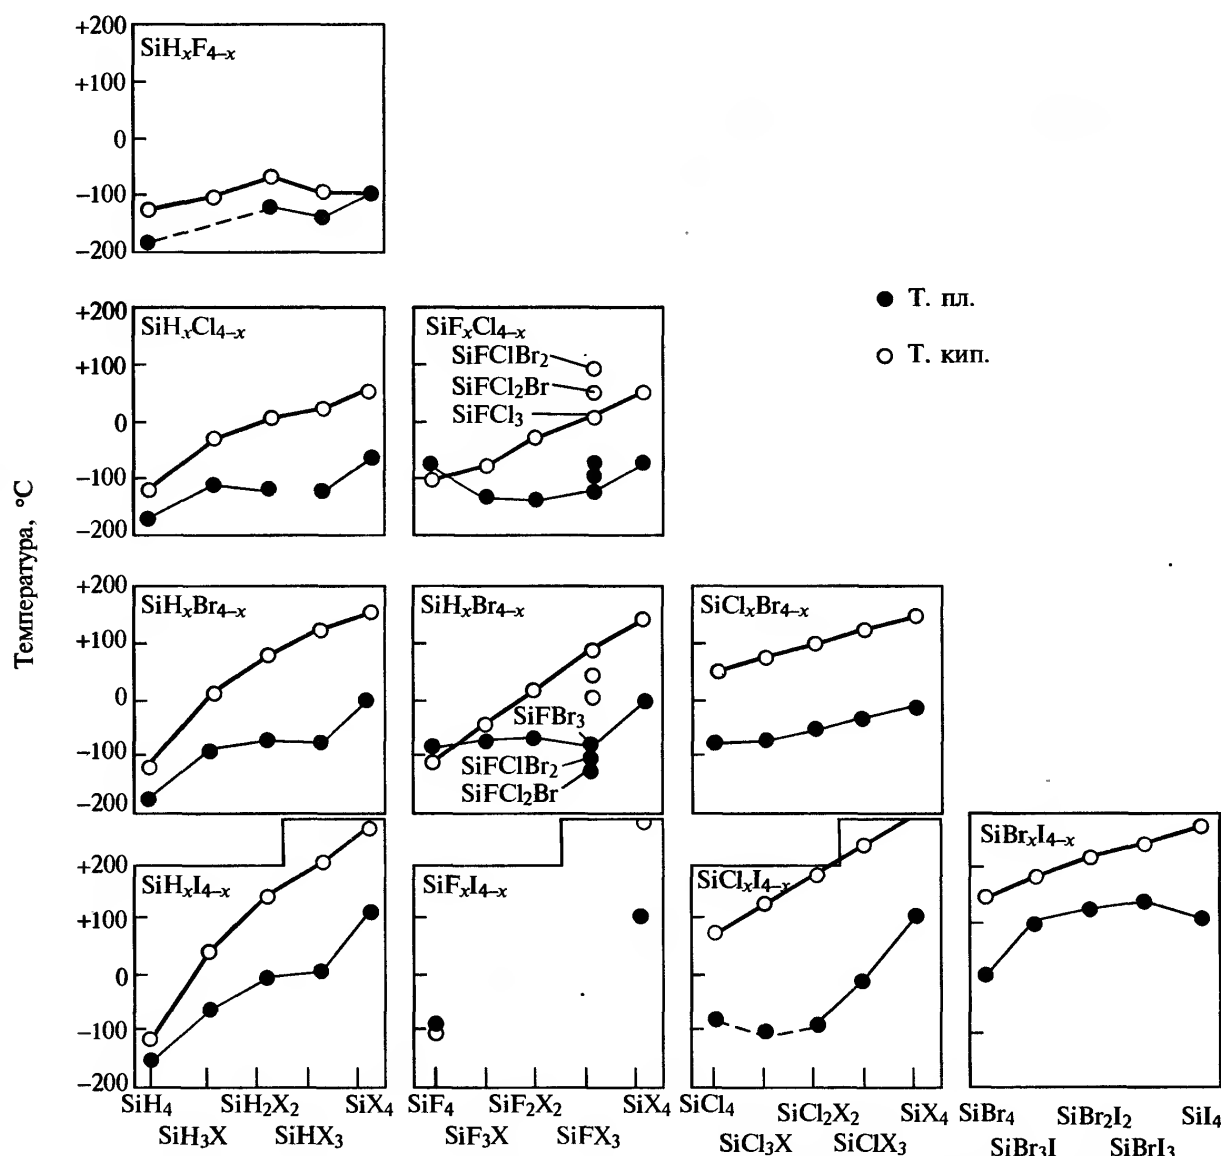 +200
+100
0
−100
−200
SiHₓF₄₋ₓ
+200
+100
0
−100
−200
SiHₓCl₄₋ₓ
SiFₓCl₄₋ₓ
SiFClBr₂
SiFCl₂Br
SiFCl₃
Т. пл.
Т. кип.
Температура, °С
+200
+100
0
−100
−200
SiHₓBr₄₋ₓ
SiHₓBr₄₋ₓ
SiFBr₃
SiFClBr₂
SiFCl₂Br
SiClₓBr₄₋ₓ
+200
+100
0
−100
−200
SiHₓI₄₋ₓ
SiFₓI₄₋ₓ
SiClₓI₄₋ₓ
SiBrₓI₄₋ₓ
SiH₄ SiH₂X₂ SiX₄
SiH₃X SiHX₃
SiF₄ SiF₂X₂ SiX₄
SiF₃X SiFX₃
SiCl₄ SiCl₂X₂ SiX₄
SiCl₃X SiClX₃
SiBr₄ SiBr₂I₂ SiI₄
SiBr₃I SiBrI₃